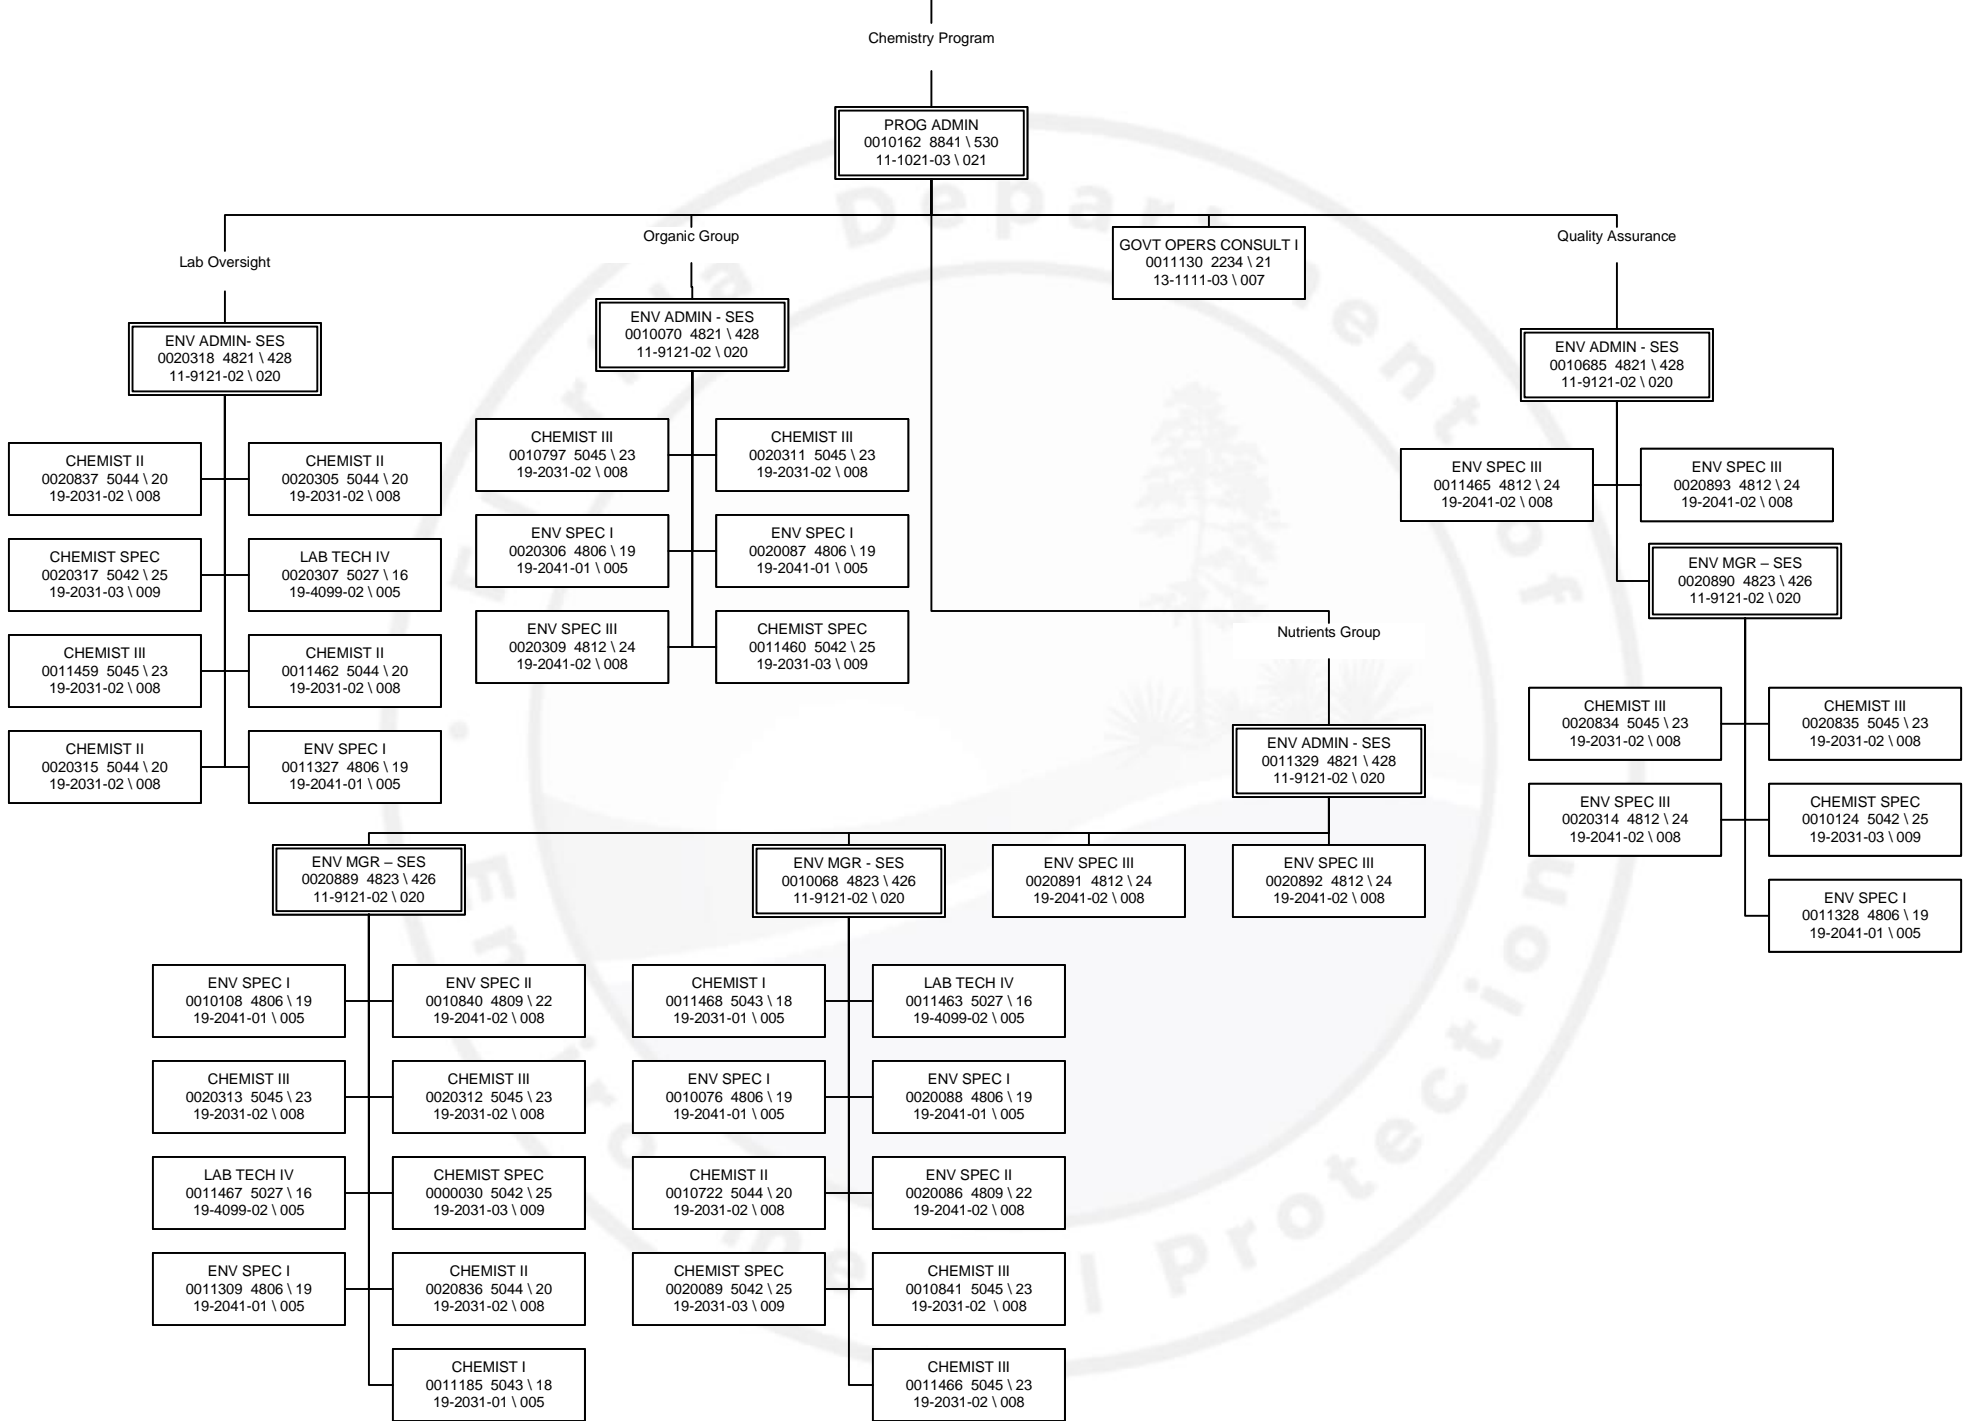 Chemistry Program
PROG ADMIN
0010162 8841 \ 530
11-1021-03 \ 021
Lab Oversight
ENV ADMIN- SES
0020318 4821 \ 428
11-9121-02 \ 020
CHEMIST II
0020837 5044 \ 20
19-2031-02 \ 008
CHEMIST II
0020305 5044 \ 20
19-2031-02 \ 008
CHEMIST SPEC
0020317 5042 \ 25
19-2031-03 \ 009
LAB TECH IV
0020307 5027 \ 16
19-4099-02 \ 005
CHEMIST III
0011459 5045 \ 23
19-2031-02 \ 008
CHEMIST II
0011462 5044 \ 20
19-2031-02 \ 008
CHEMIST II
0020315 5044 \ 20
19-2031-02 \ 008
ENV SPEC I
0011327 4806 \ 19
19-2041-01 \ 005
Organic Group
ENV ADMIN - SES
0010070 4821 \ 428
11-9121-02 \ 020
CHEMIST III
0010797 5045 \ 23
19-2031-02 \ 008
CHEMIST III
0020311 5045 \ 23
19-2031-02 \ 008
ENV SPEC I
0020306 4806 \ 19
19-2041-01 \ 005
ENV SPEC I
0020087 4806 \ 19
19-2041-01 \ 005
ENV SPEC III
0020309 4812 \ 24
19-2041-02 \ 008
CHEMIST SPEC
0011460 5042 \ 25
19-2031-03 \ 009
GOVT OPERS CONSULT I
0011130 2234 \ 21
13-1111-03 \ 007
Quality Assurance
ENV ADMIN - SES
0010685 4821 \ 428
11-9121-02 \ 020
ENV SPEC III
0011465 4812 \ 24
19-2041-02 \ 008
ENV SPEC III
0020893 4812 \ 24
19-2041-02 \ 008
ENV MGR – SES
0020890 4823 \ 426
11-9121-02 \ 020
CHEMIST III
0020834 5045 \ 23
19-2031-02 \ 008
CHEMIST III
0020835 5045 \ 23
19-2031-02 \ 008
ENV SPEC III
0020314 4812 \ 24
19-2041-02 \ 008
CHEMIST SPEC
0010124 5042 \ 25
19-2031-03 \ 009
ENV SPEC I
0011328 4806 \ 19
19-2041-01 \ 005
Nutrients Group
ENV ADMIN - SES
0011329 4821 \ 428
11-9121-02 \ 020
ENV MGR – SES
0020889 4823 \ 426
11-9121-02 \ 020
ENV MGR - SES
0010068 4823 \ 426
11-9121-02 \ 020
ENV SPEC III
0020891 4812 \ 24
19-2041-02 \ 008
ENV SPEC III
0020892 4812 \ 24
19-2041-02 \ 008
ENV SPEC I
0010108 4806 \ 19
19-2041-01 \ 005
ENV SPEC II
0010840 4809 \ 22
19-2041-02 \ 008
CHEMIST III
0020313 5045 \ 23
19-2031-02 \ 008
CHEMIST III
0020312 5045 \ 23
19-2031-02 \ 008
LAB TECH IV
0011467 5027 \ 16
19-4099-02 \ 005
CHEMIST SPEC
0000030 5042 \ 25
19-2031-03 \ 009
ENV SPEC I
0011309 4806 \ 19
19-2041-01 \ 005
CHEMIST II
0020836 5044 \ 20
19-2031-02 \ 008
CHEMIST I
0011185 5043 \ 18
19-2031-01 \ 005
CHEMIST I
0011468 5043 \ 18
19-2031-01 \ 005
LAB TECH IV
0011463 5027 \ 16
19-4099-02 \ 005
ENV SPEC I
0010076 4806 \ 19
19-2041-01 \ 005
ENV SPEC I
0020088 4806 \ 19
19-2041-01 \ 005
CHEMIST II
0010722 5044 \ 20
19-2031-02 \ 008
ENV SPEC II
0020086 4809 \ 22
19-2041-02 \ 008
CHEMIST SPEC
0020089 5042 \ 25
19-2031-03 \ 009
CHEMIST III
0010841 5045 \ 23
19-2031-02 \ 008
CHEMIST III
0011466 5045 \ 23
19-2031-02 \ 008
of
Protection